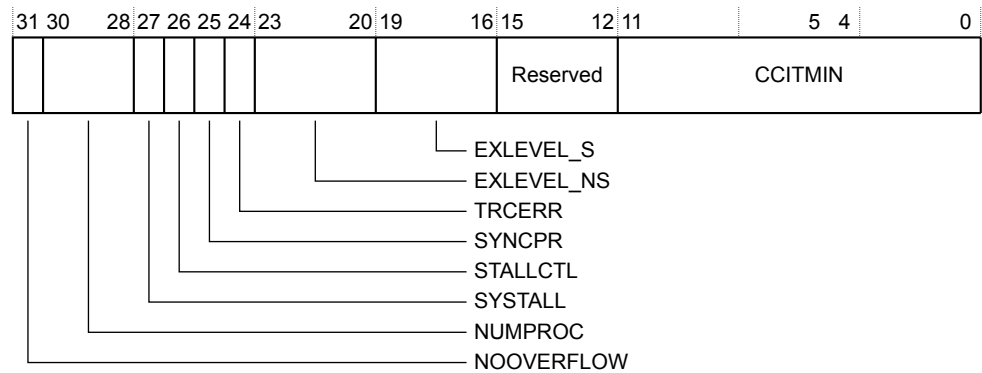 31 30 28 27 26 25 24 23 20 19 16 15 12 11 5 4 0
Reserved CCITMIN
EXLEVEL_S
EXLEVEL_NS
TRCERR
SYNCPR
STALLCTL
SYSTALL
NUMPROC
NOOVERFLOW